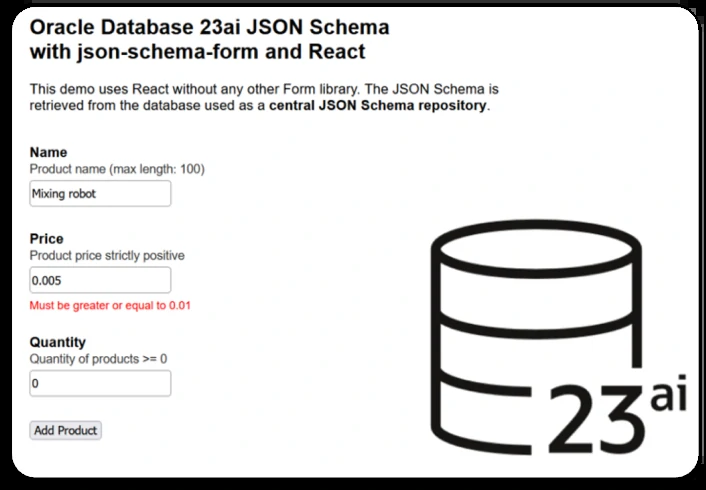 Oracle Database 23ai JSON Schema
with json-schema-form and React
This demo uses React without any other Form library. The JSON Schema is
retrieved from the database used as a central JSON Schema repository.
Name
Product name (max length: 100)
Mixing robot
Price
Product price strictly positive
0.005
Must be greater or equal to 0.01
Quantity
Quantity of products >= 0
0
Add Product
23ai